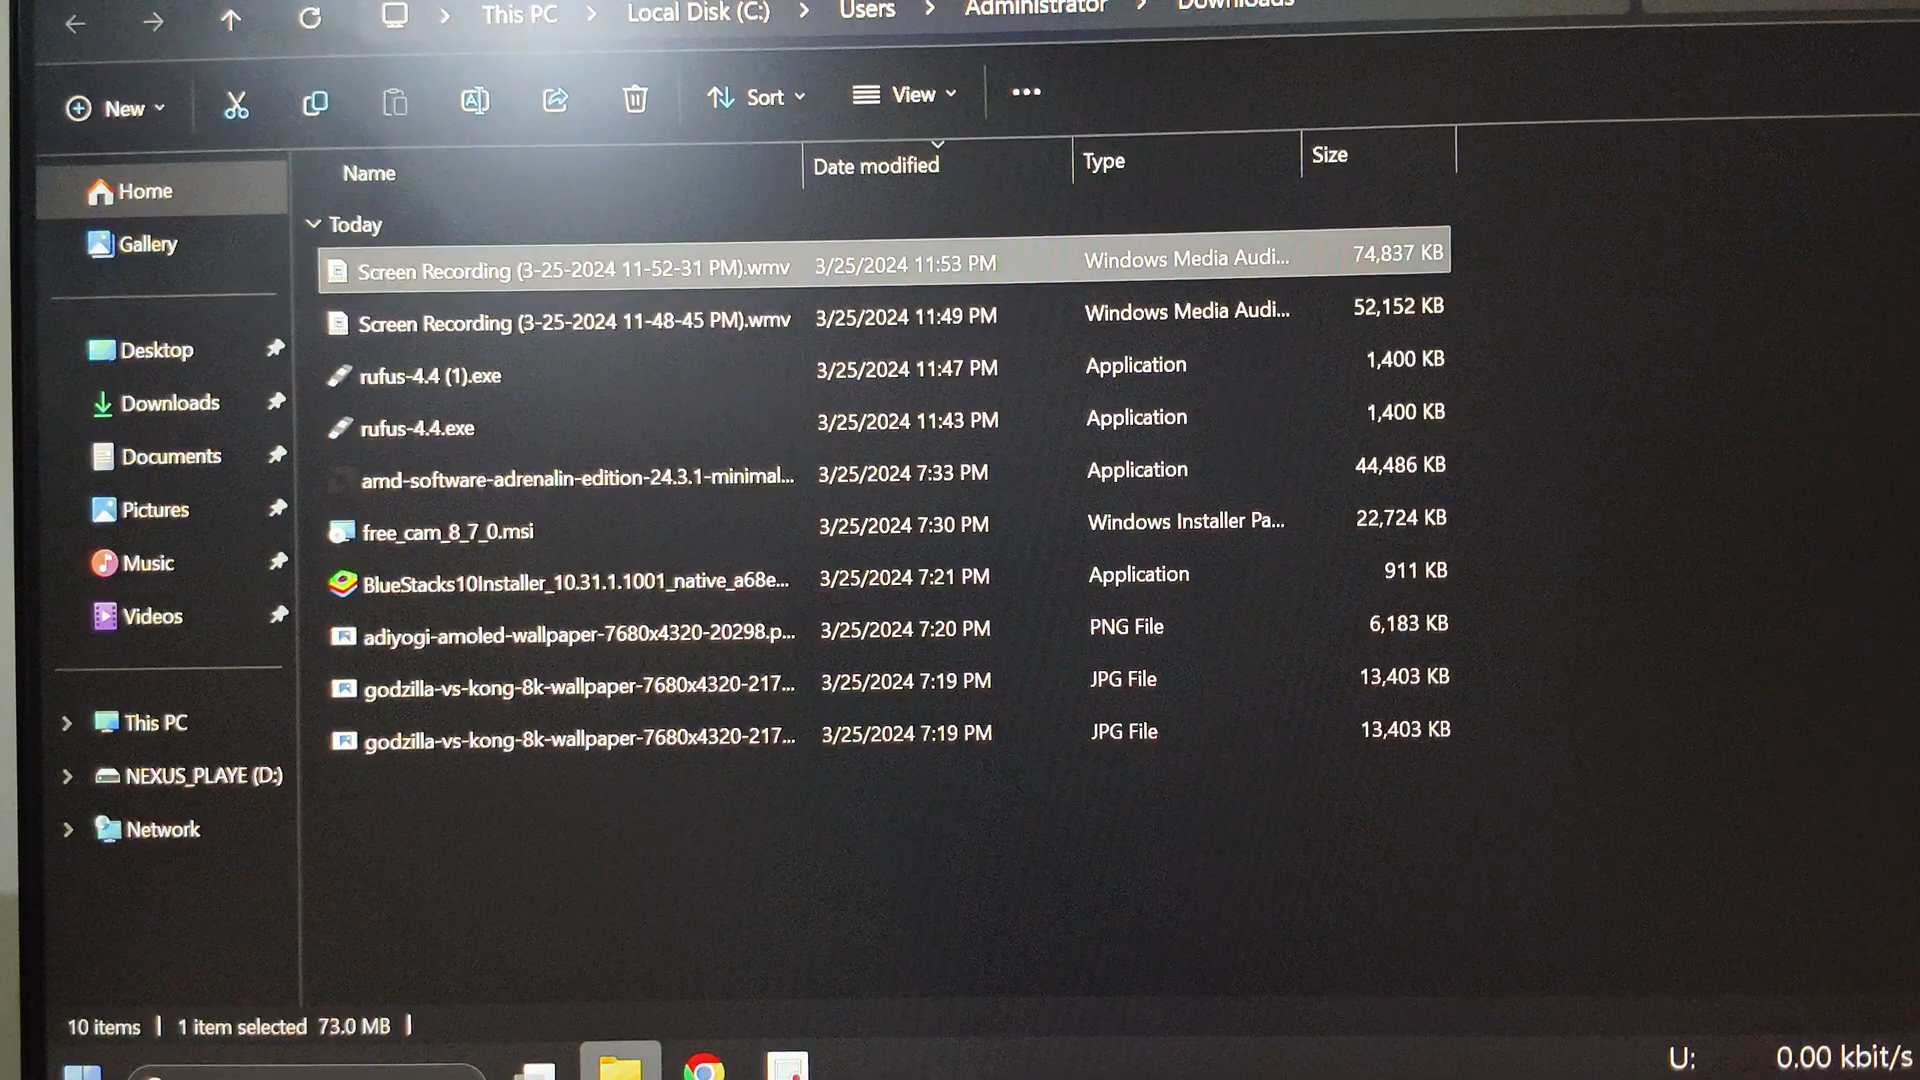 This PC > Local Disk (C:) > Users > Administrator > Downloads
New Sort View •••
Name Date modified Type Size
Home
Gallery
Desktop
Downloads
Documents
Pictures
Music
Videos
This PC
NEXUS_PLAYE (D:)
Network
Today
Screen Recording (3-25-2024 11-52-31 PM).wmv 3/25/2024 11:53 PM Windows Media Audi... 74,837 KB
Screen Recording (3-25-2024 11-48-45 PM).wmv 3/25/2024 11:49 PM Windows Media Audi... 52,152 KB
rufus-4.4 (1).exe 3/25/2024 11:47 PM Application 1,400 KB
rufus-4.4.exe 3/25/2024 11:43 PM Application 1,400 KB
amd-software-adrenalin-edition-24.3.1-minimal... 3/25/2024 7:33 PM Application 44,486 KB
free_cam_8_7_0.msi 3/25/2024 7:30 PM Windows Installer Pa... 22,724 KB
BlueStacks10Installer_10.31.1.1001_native_a68e... 3/25/2024 7:21 PM Application 911 KB
adiyogi-amoled-wallpaper-7680x4320-20298.p... 3/25/2024 7:20 PM PNG File 6,183 KB
godzilla-vs-kong-8k-wallpaper-7680x4320-217... 3/25/2024 7:19 PM JPG File 13,403 KB
godzilla-vs-kong-8k-wallpaper-7680x4320-217... 3/25/2024 7:19 PM JPG File 13,403 KB
10 items | 1 item selected 73.0 MB |
U: 0.00 kbit/s